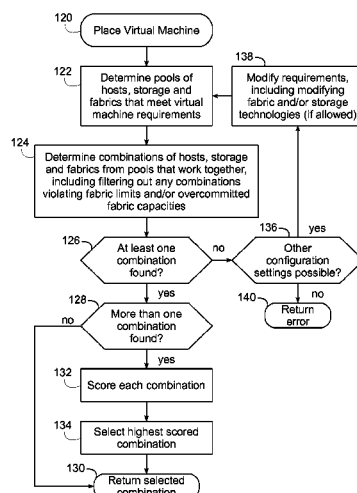 120
Place Virtual Machine
122
Determine pools of
hosts, storage and
fabrics that meet virtual
machine requirements
138
Modify requirements,
including modifying
fabric and/or storage
technologies (if allowed)
124
Determine combinations of hosts, storage
and fabrics from pools that work together,
including filtering out any combinations
violating fabric limits and/or overcommitted
fabric capacities
126
At least one
combination
found?
no
136
Other
configuration
settings possible?
yes
no
140
Return
error
yes
128
More than one
combination
found?
no
yes
132
Score each combination
134
Select highest scored
combination
130
Return selected
combination